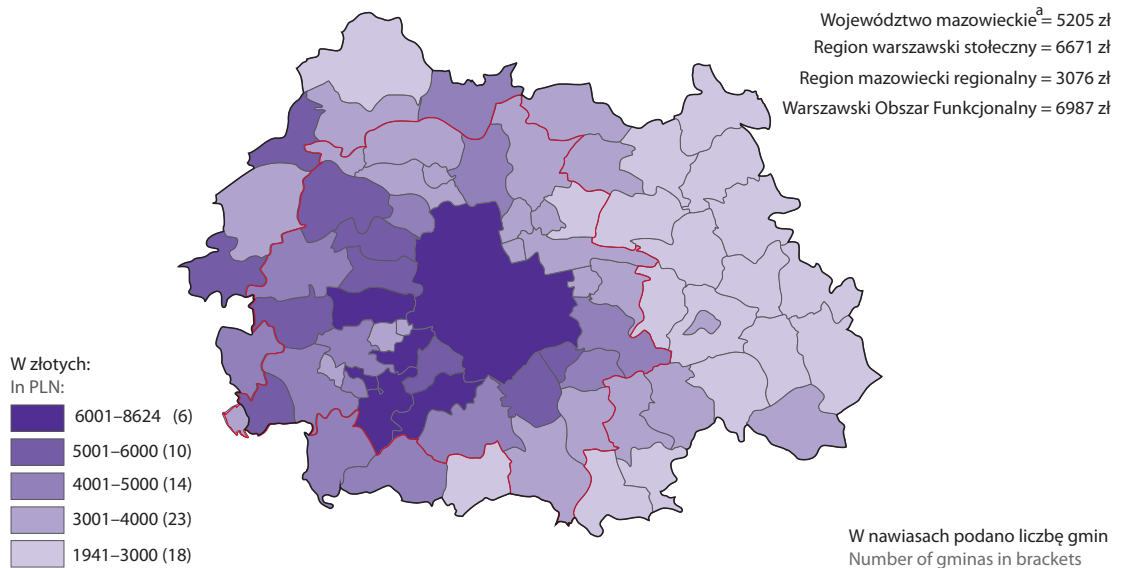 Województwo mazowieckieᵃ= 5205 zł
Region warszawski stołeczny = 6671 zł
Region mazowiecki regionalny = 3076 zł
Warszawski Obszar Funkcjonalny = 6987 zł
W złotych:
In PLN:
6001–8624 (6)
5001–6000 (10)
4001–5000 (14)
3001–4000 (23)
1941–3000 (18)
W nawiasach podano liczbę gmin
Number of gminas in brackets